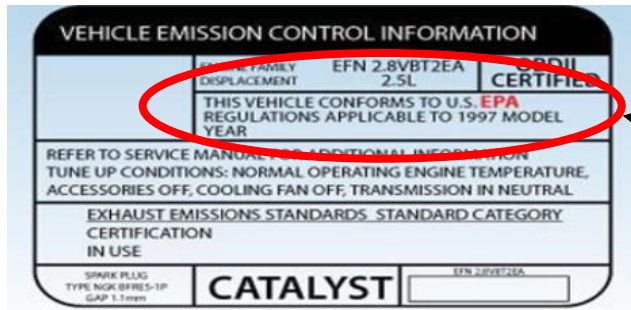 VEHICLE EMISSION CONTROL INFORMATION
ENGINE FAMILY EFN 2.8VBT2EA OBDII
DISPLACEMENT 2.5L CERTIFIED
THIS VEHICLE CONFORMS TO U.S. EPA
REGULATIONS APPLICABLE TO 1997 MODEL
YEAR
REFER TO SERVICE MANUAL FOR ADDITIONAL INFORMATION
TUNE UP CONDITIONS: NORMAL OPERATING ENGINE TEMPERATURE,
ACCESSORIES OFF, COOLING FAN OFF, TRANSMISSION IN NEUTRAL
EXHAUST EMISSIONS STANDARDS STANDARD CATEGORY
CERTIFICATION
IN USE
SPARK PLUG
TYPE NGK BFRE5-1P
GAP 1.1mm
CATALYST
EFN 2.8VBT2EA